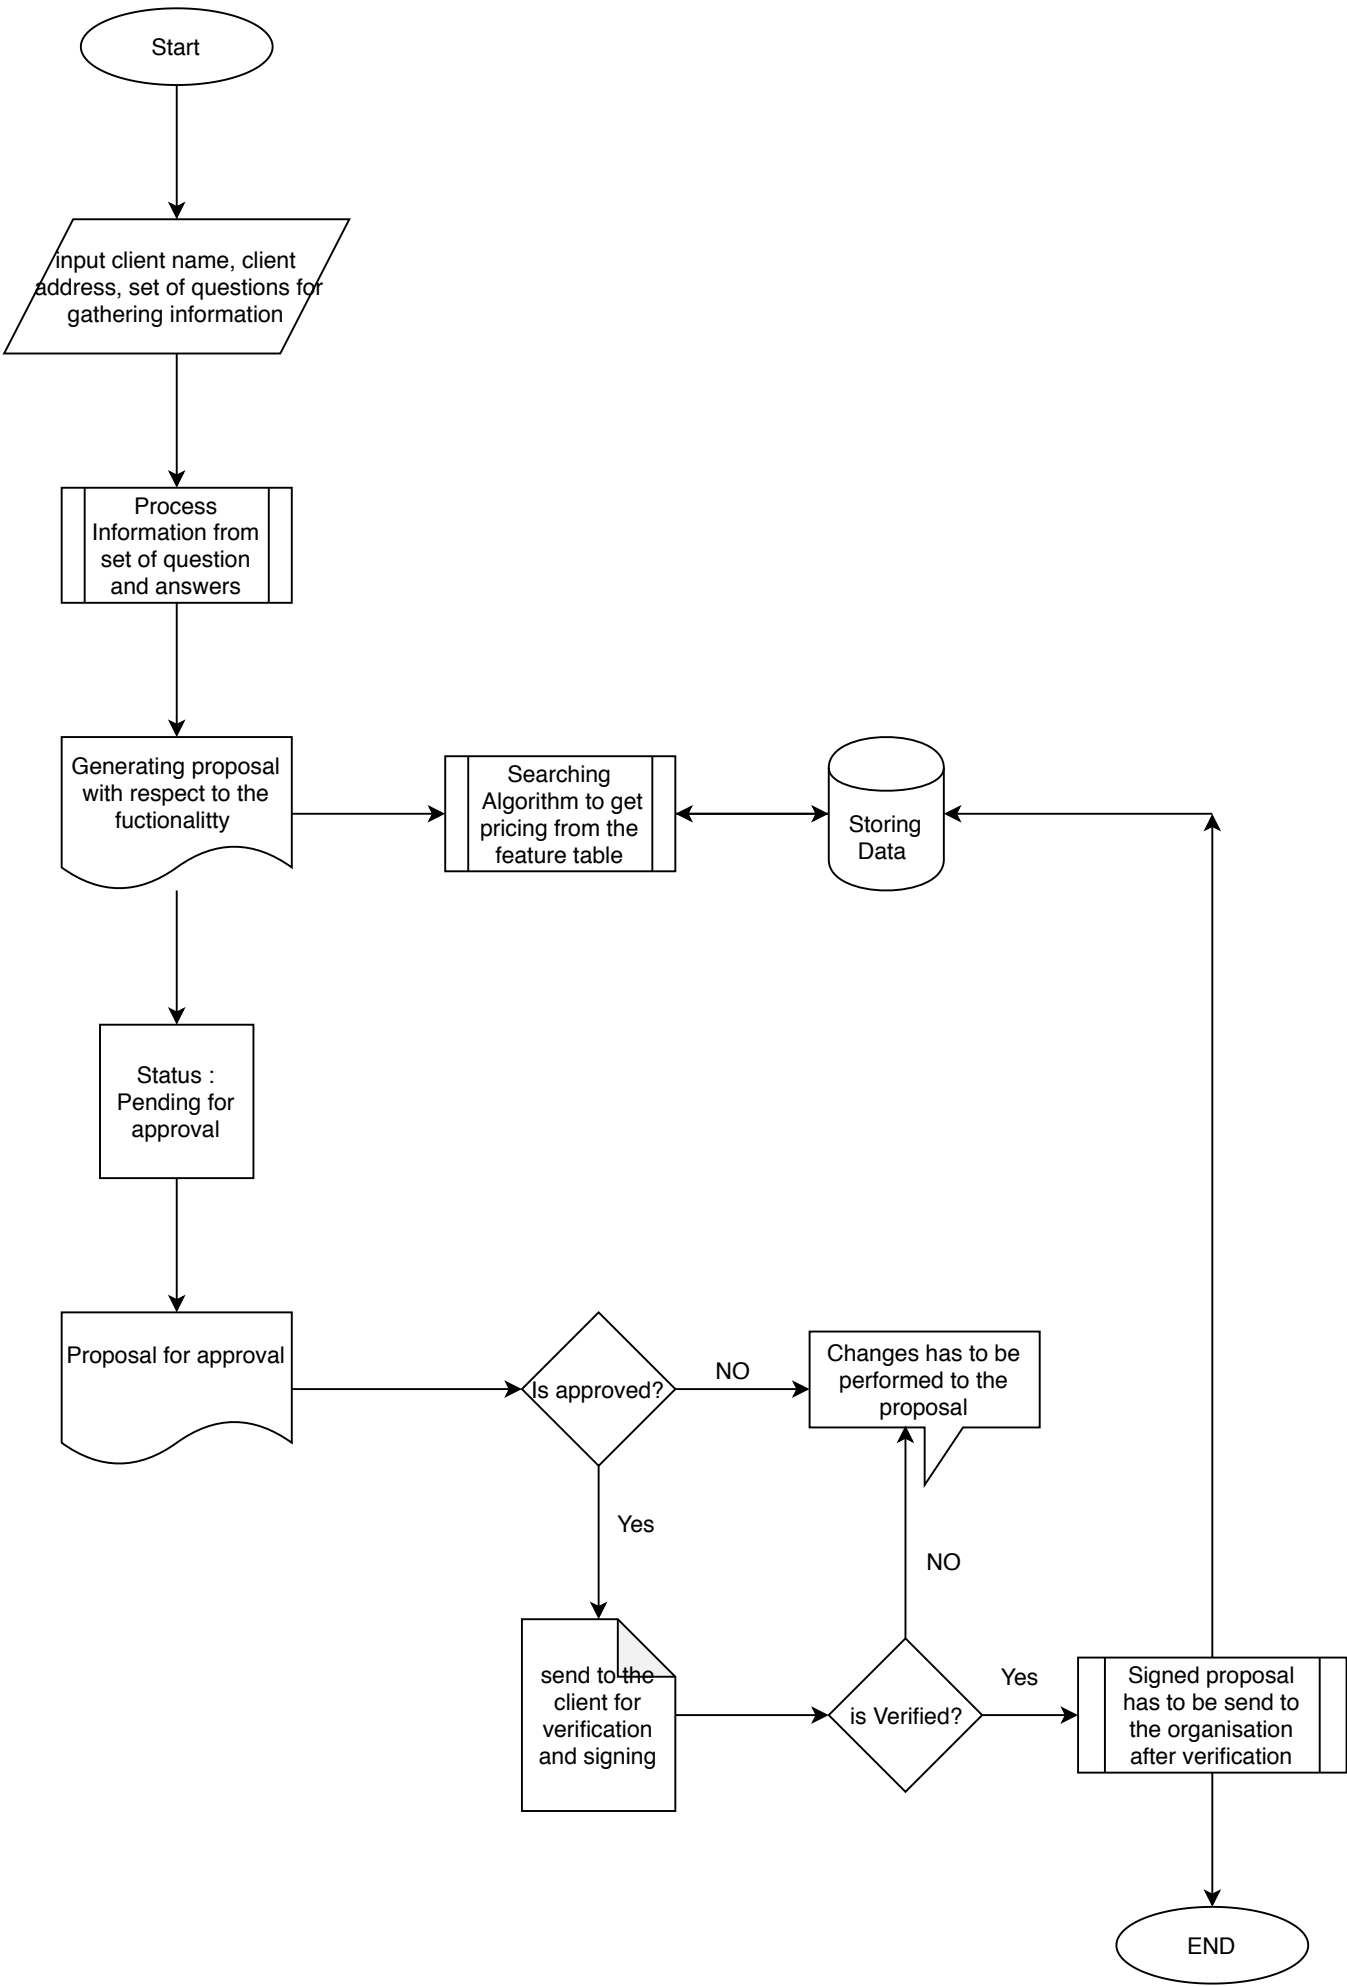 Start
input client name, client
address, set of questions for
gathering information
Process
Information from
set of question
and answers
Generating proposal
with respect to the
fuctionalitty
Searching
Algorithm to get
pricing from the
feature table
Storing
Data
Status :
Pending for
approval
Proposal for approval
Is approved?
NO
Changes has to be
performed to the
proposal
Yes
NO
send to the
client for
verification
and signing
is Verified?
Yes
Signed proposal
has to be send to
the organisation
after verification
END